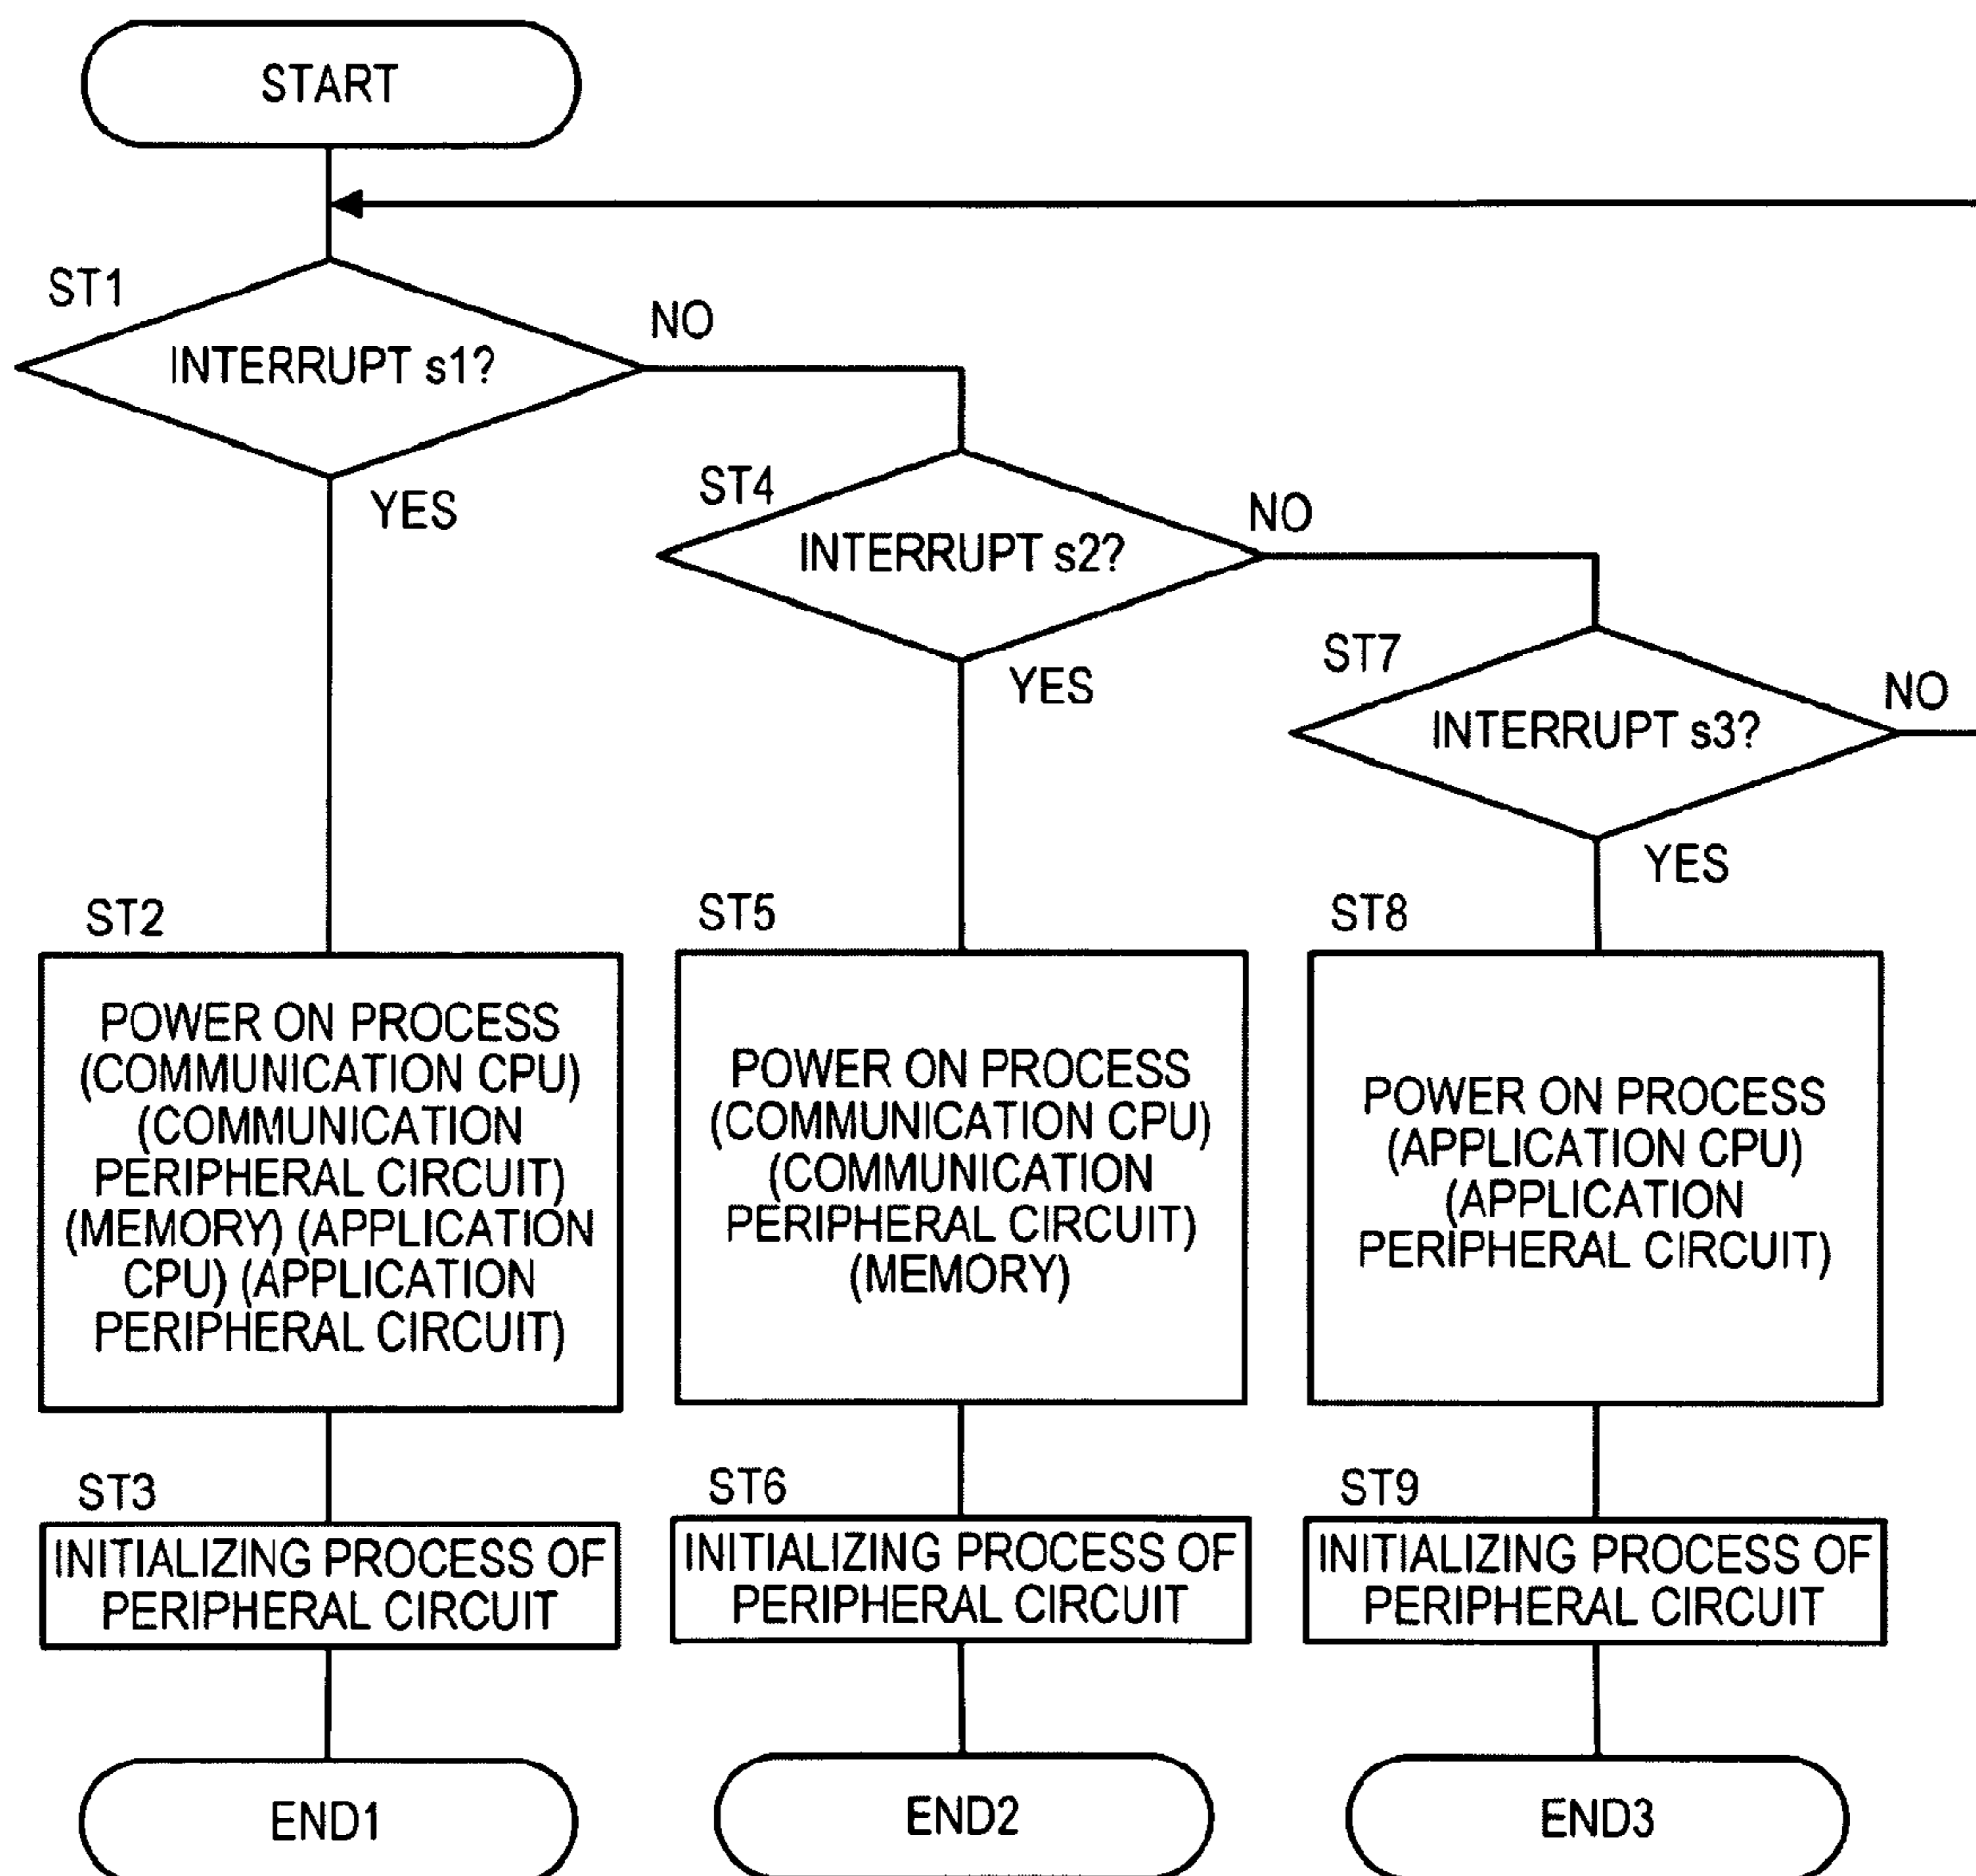 START
ST1
INTERRUPT s1?
NO
YES
ST4
INTERRUPT s2?
NO
YES
ST7
INTERRUPT s3?
NO
YES
ST2
POWER ON PROCESS
(COMMUNICATION CPU)
(COMMUNICATION
PERIPHERAL CIRCUIT)
(MEMORY) (APPLICATION
CPU) (APPLICATION
PERIPHERAL CIRCUIT)
ST5
POWER ON PROCESS
(COMMUNICATION CPU)
(COMMUNICATION
PERIPHERAL CIRCUIT)
(MEMORY)
ST8
POWER ON PROCESS
(APPLICATION CPU)
(APPLICATION
PERIPHERAL CIRCUIT)
ST3
INITIALIZING PROCESS OF
PERIPHERAL CIRCUIT
ST6
INITIALIZING PROCESS OF
PERIPHERAL CIRCUIT
ST9
INITIALIZING PROCESS OF
PERIPHERAL CIRCUIT
END1
END2
END3